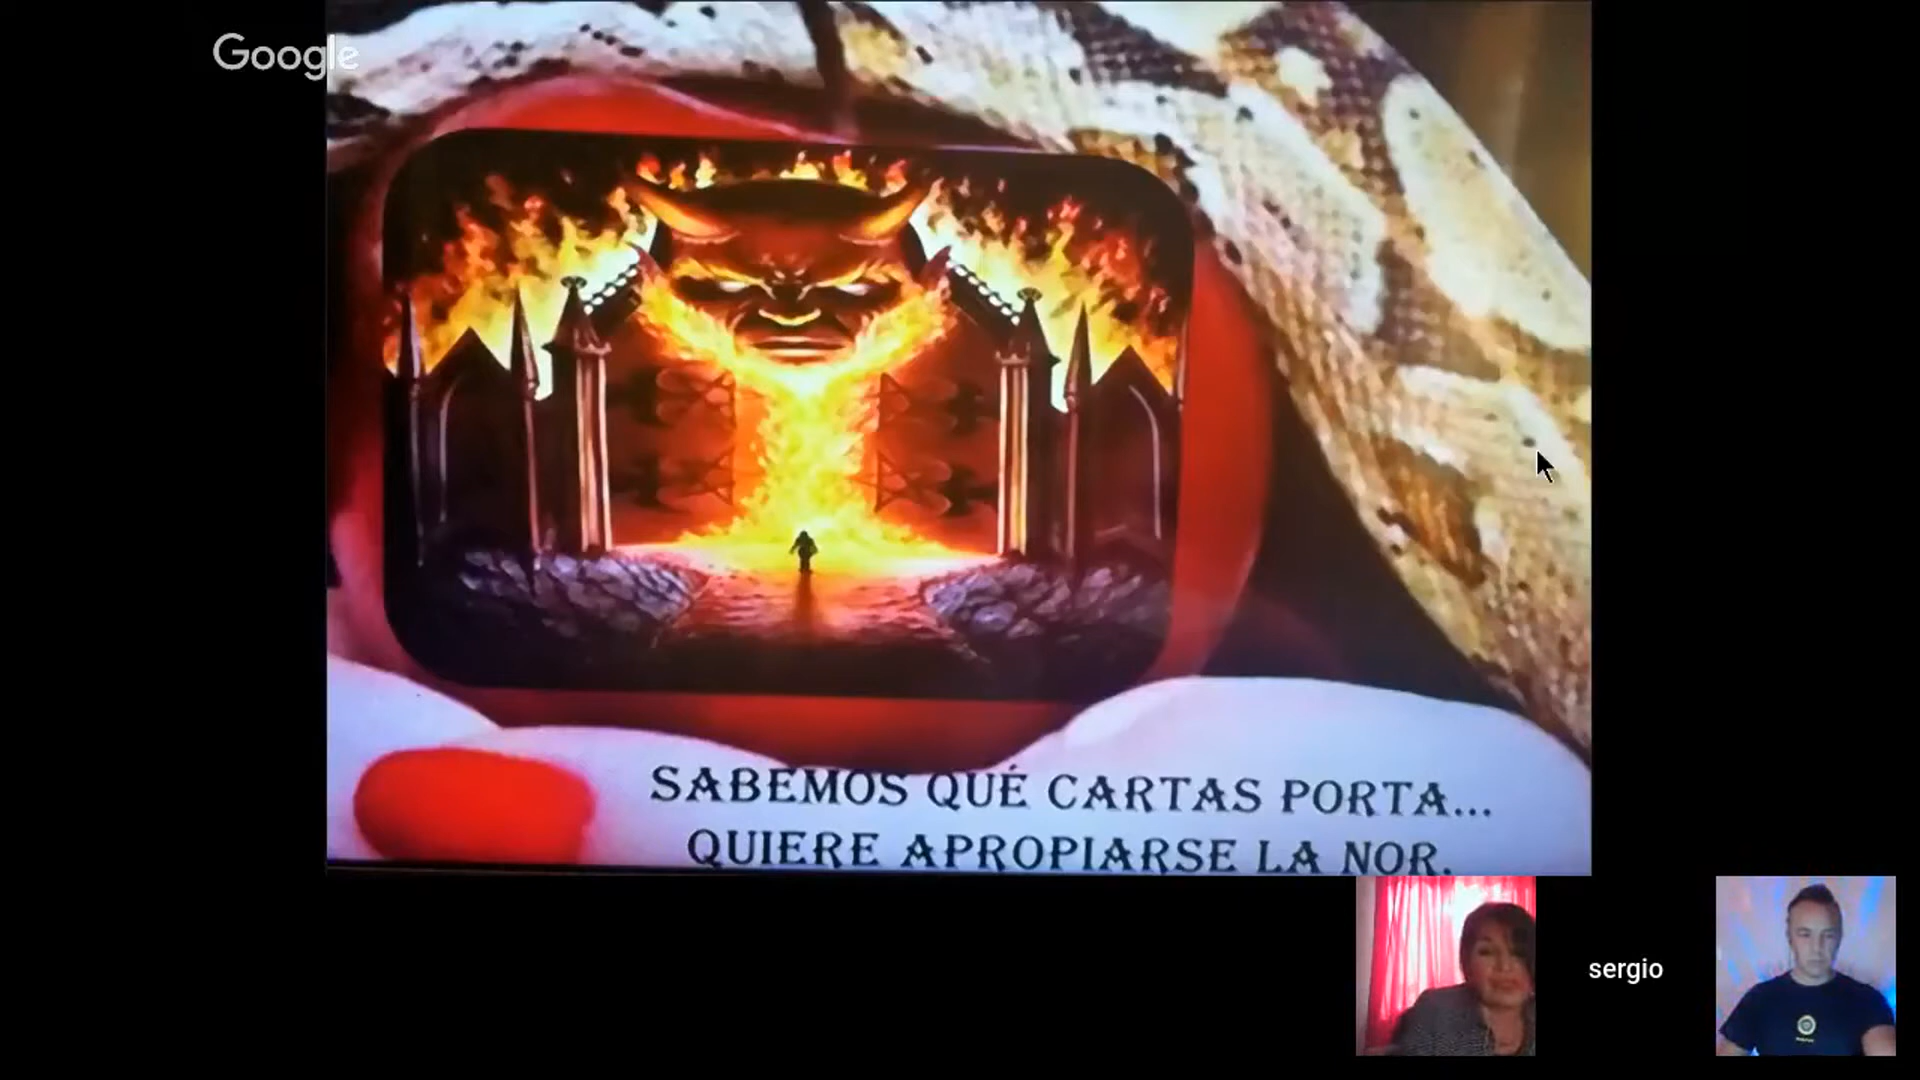 Google
SABEMOS QUÉ CARTAS PORTA...
QUIERE APROPIARSE LA NOR.
sergio